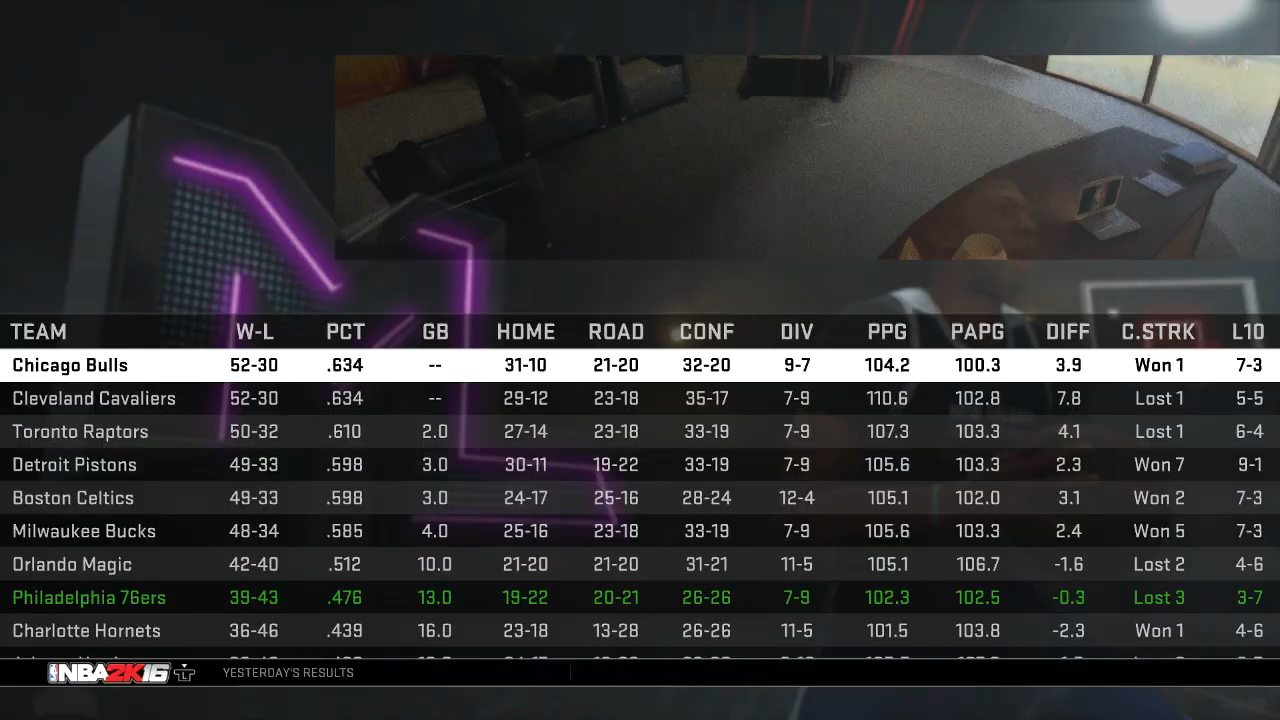 TEAM W-L PCT GB HOME ROAD CONF DIV PPG PAPG DIFF C.STRK L10
Chicago Bulls 52-30 .634 -- 31-10 21-20 32-20 9-7 104.2 100.3 3.9 Won 1 7-3
Cleveland Cavaliers 52-30 .634 -- 29-12 23-18 35-17 7-9 110.6 102.8 7.8 Lost 1 5-5
Toronto Raptors 50-32 .610 2.0 27-14 23-18 33-19 7-9 107.3 103.3 4.1 Lost 1 6-4
Detroit Pistons 49-33 .598 3.0 30-11 19-22 33-19 7-9 105.6 103.3 2.3 Won 7 9-1
Boston Celtics 49-33 .598 3.0 24-17 25-16 28-24 12-4 105.1 102.0 3.1 Won 2 7-3
Milwaukee Bucks 48-34 .585 4.0 25-16 23-18 33-19 7-9 105.6 103.3 2.4 Won 5 7-3
Orlando Magic 42-40 .512 10.0 21-20 21-20 31-21 11-5 105.1 106.7 -1.6 Lost 2 4-6
Philadelphia 76ers 39-43 .476 13.0 19-22 20-21 26-26 7-9 102.3 102.5 -0.3 Lost 3 3-7
Charlotte Hornets 36-46 .439 16.0 23-18 13-28 26-26 11-5 101.5 103.8 -2.3 Won 1 4-6
NBA2K16 YESTERDAY'S RESULTS